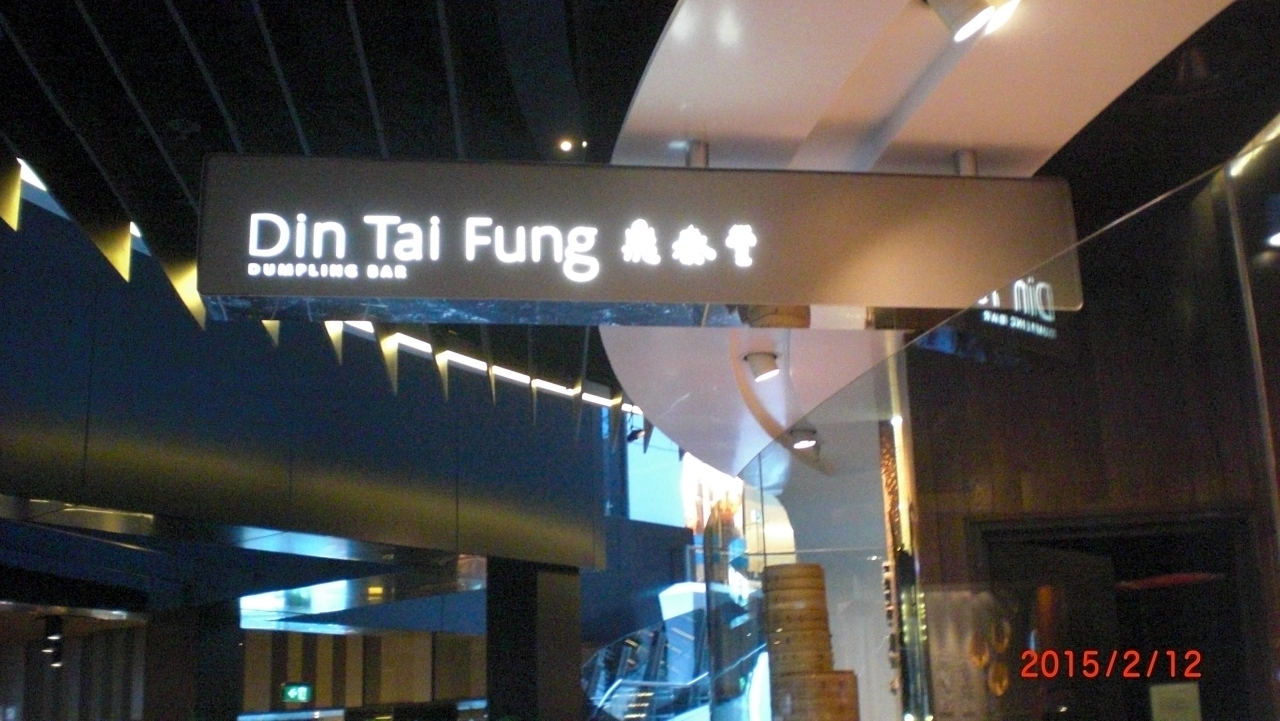 Din Tai Fung 鼎泰豐
DUMPLING BAR
2015/2/12